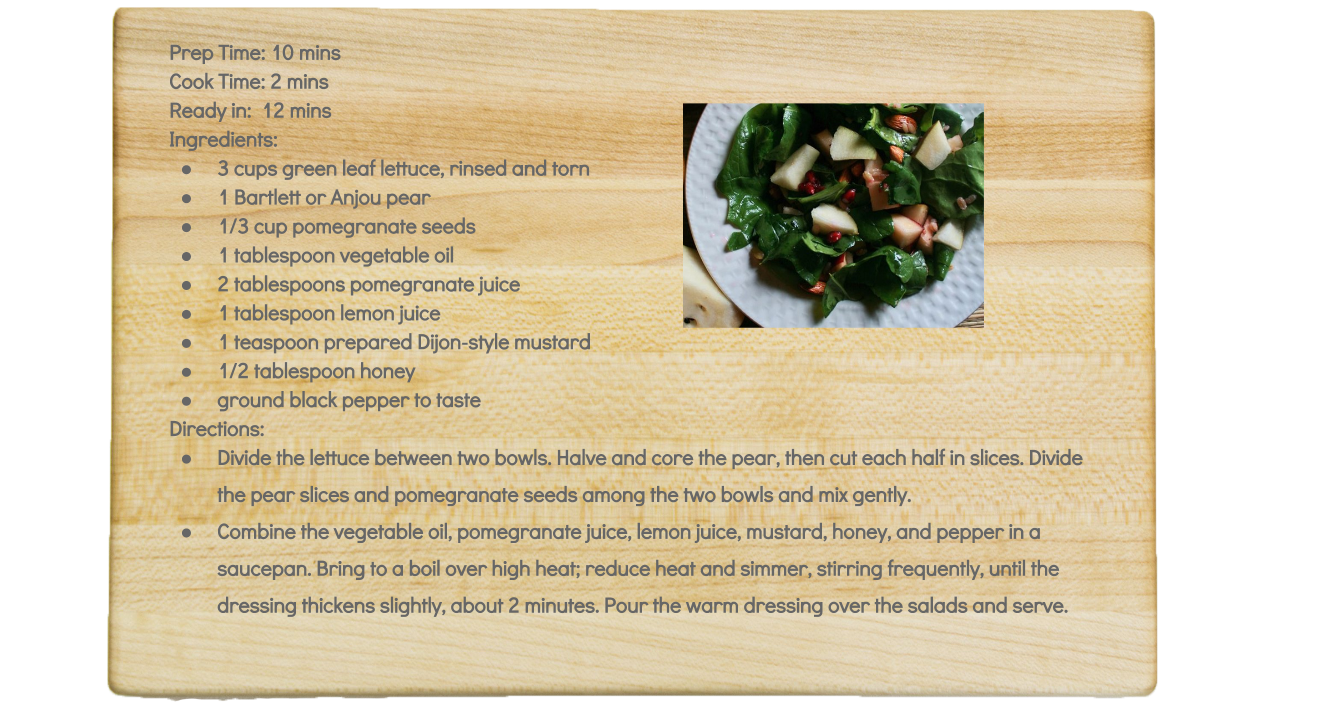 Prep Time: 10 mins
Cook Time: 2 mins
Ready in:  12 mins
Ingredients:
● 3 cups green leaf lettuce, rinsed and torn
● 1 Bartlett or Anjou pear
● 1/3 cup pomegranate seeds
● 1 tablespoon vegetable oil
● 2 tablespoons pomegranate juice
● 1 tablespoon lemon juice
● 1 teaspoon prepared Dijon-style mustard
● 1/2 tablespoon honey
● ground black pepper to taste
Directions:
● Divide the lettuce between two bowls. Halve and core the pear, then cut each half in slices. Divide
the pear slices and pomegranate seeds among the two bowls and mix gently.
● Combine the vegetable oil, pomegranate juice, lemon juice, mustard, honey, and pepper in a
saucepan. Bring to a boil over high heat; reduce heat and simmer, stirring frequently, until the
dressing thickens slightly, about 2 minutes. Pour the warm dressing over the salads and serve.